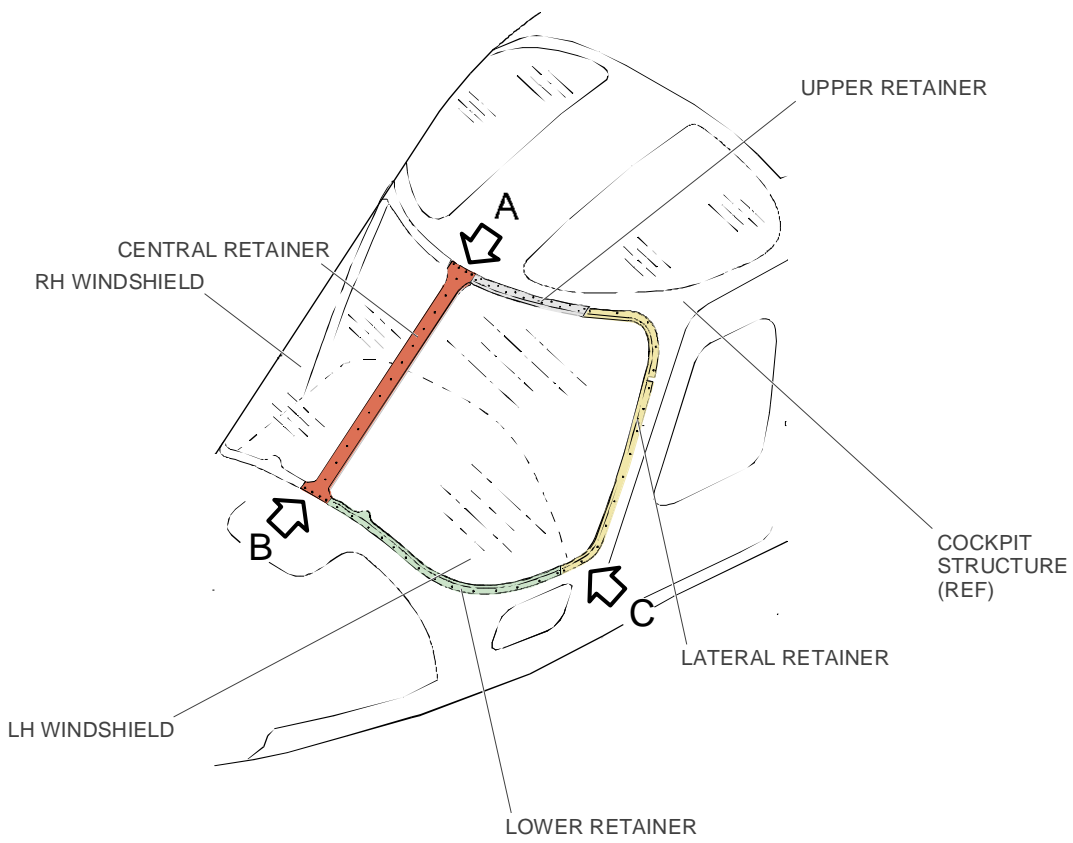 UPPER RETAINER
A
CENTRAL RETAINER
RH WINDSHIELD
B
COCKPIT
STRUCTURE
(REF)
C
LATERAL RETAINER
LH WINDSHIELD
LOWER RETAINER